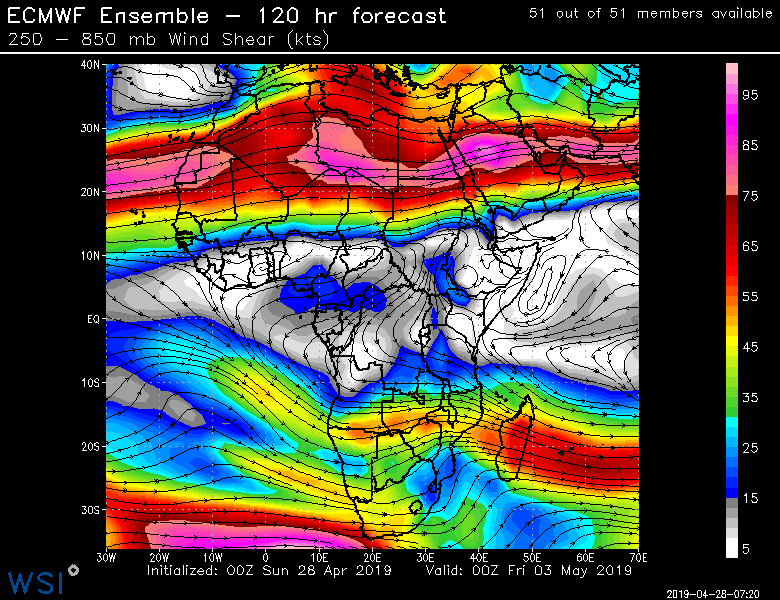 ECMWF Ensemble – 120 hr forecast
51 out of 51 members available
250 – 850 mb Wind Shear (kts)
40N
30N
20N
10N
EQ
10S
20S
30S
95
85
75
65
55
45
35
25
15
5
30W 20W 10W 0 10E 20E 30E 40E 50E 60E 70E
Initialized: 00Z Sun 28 Apr 2019 Valid: 00Z Fri 03 May 2019
WSI
2019-04-28-07:20